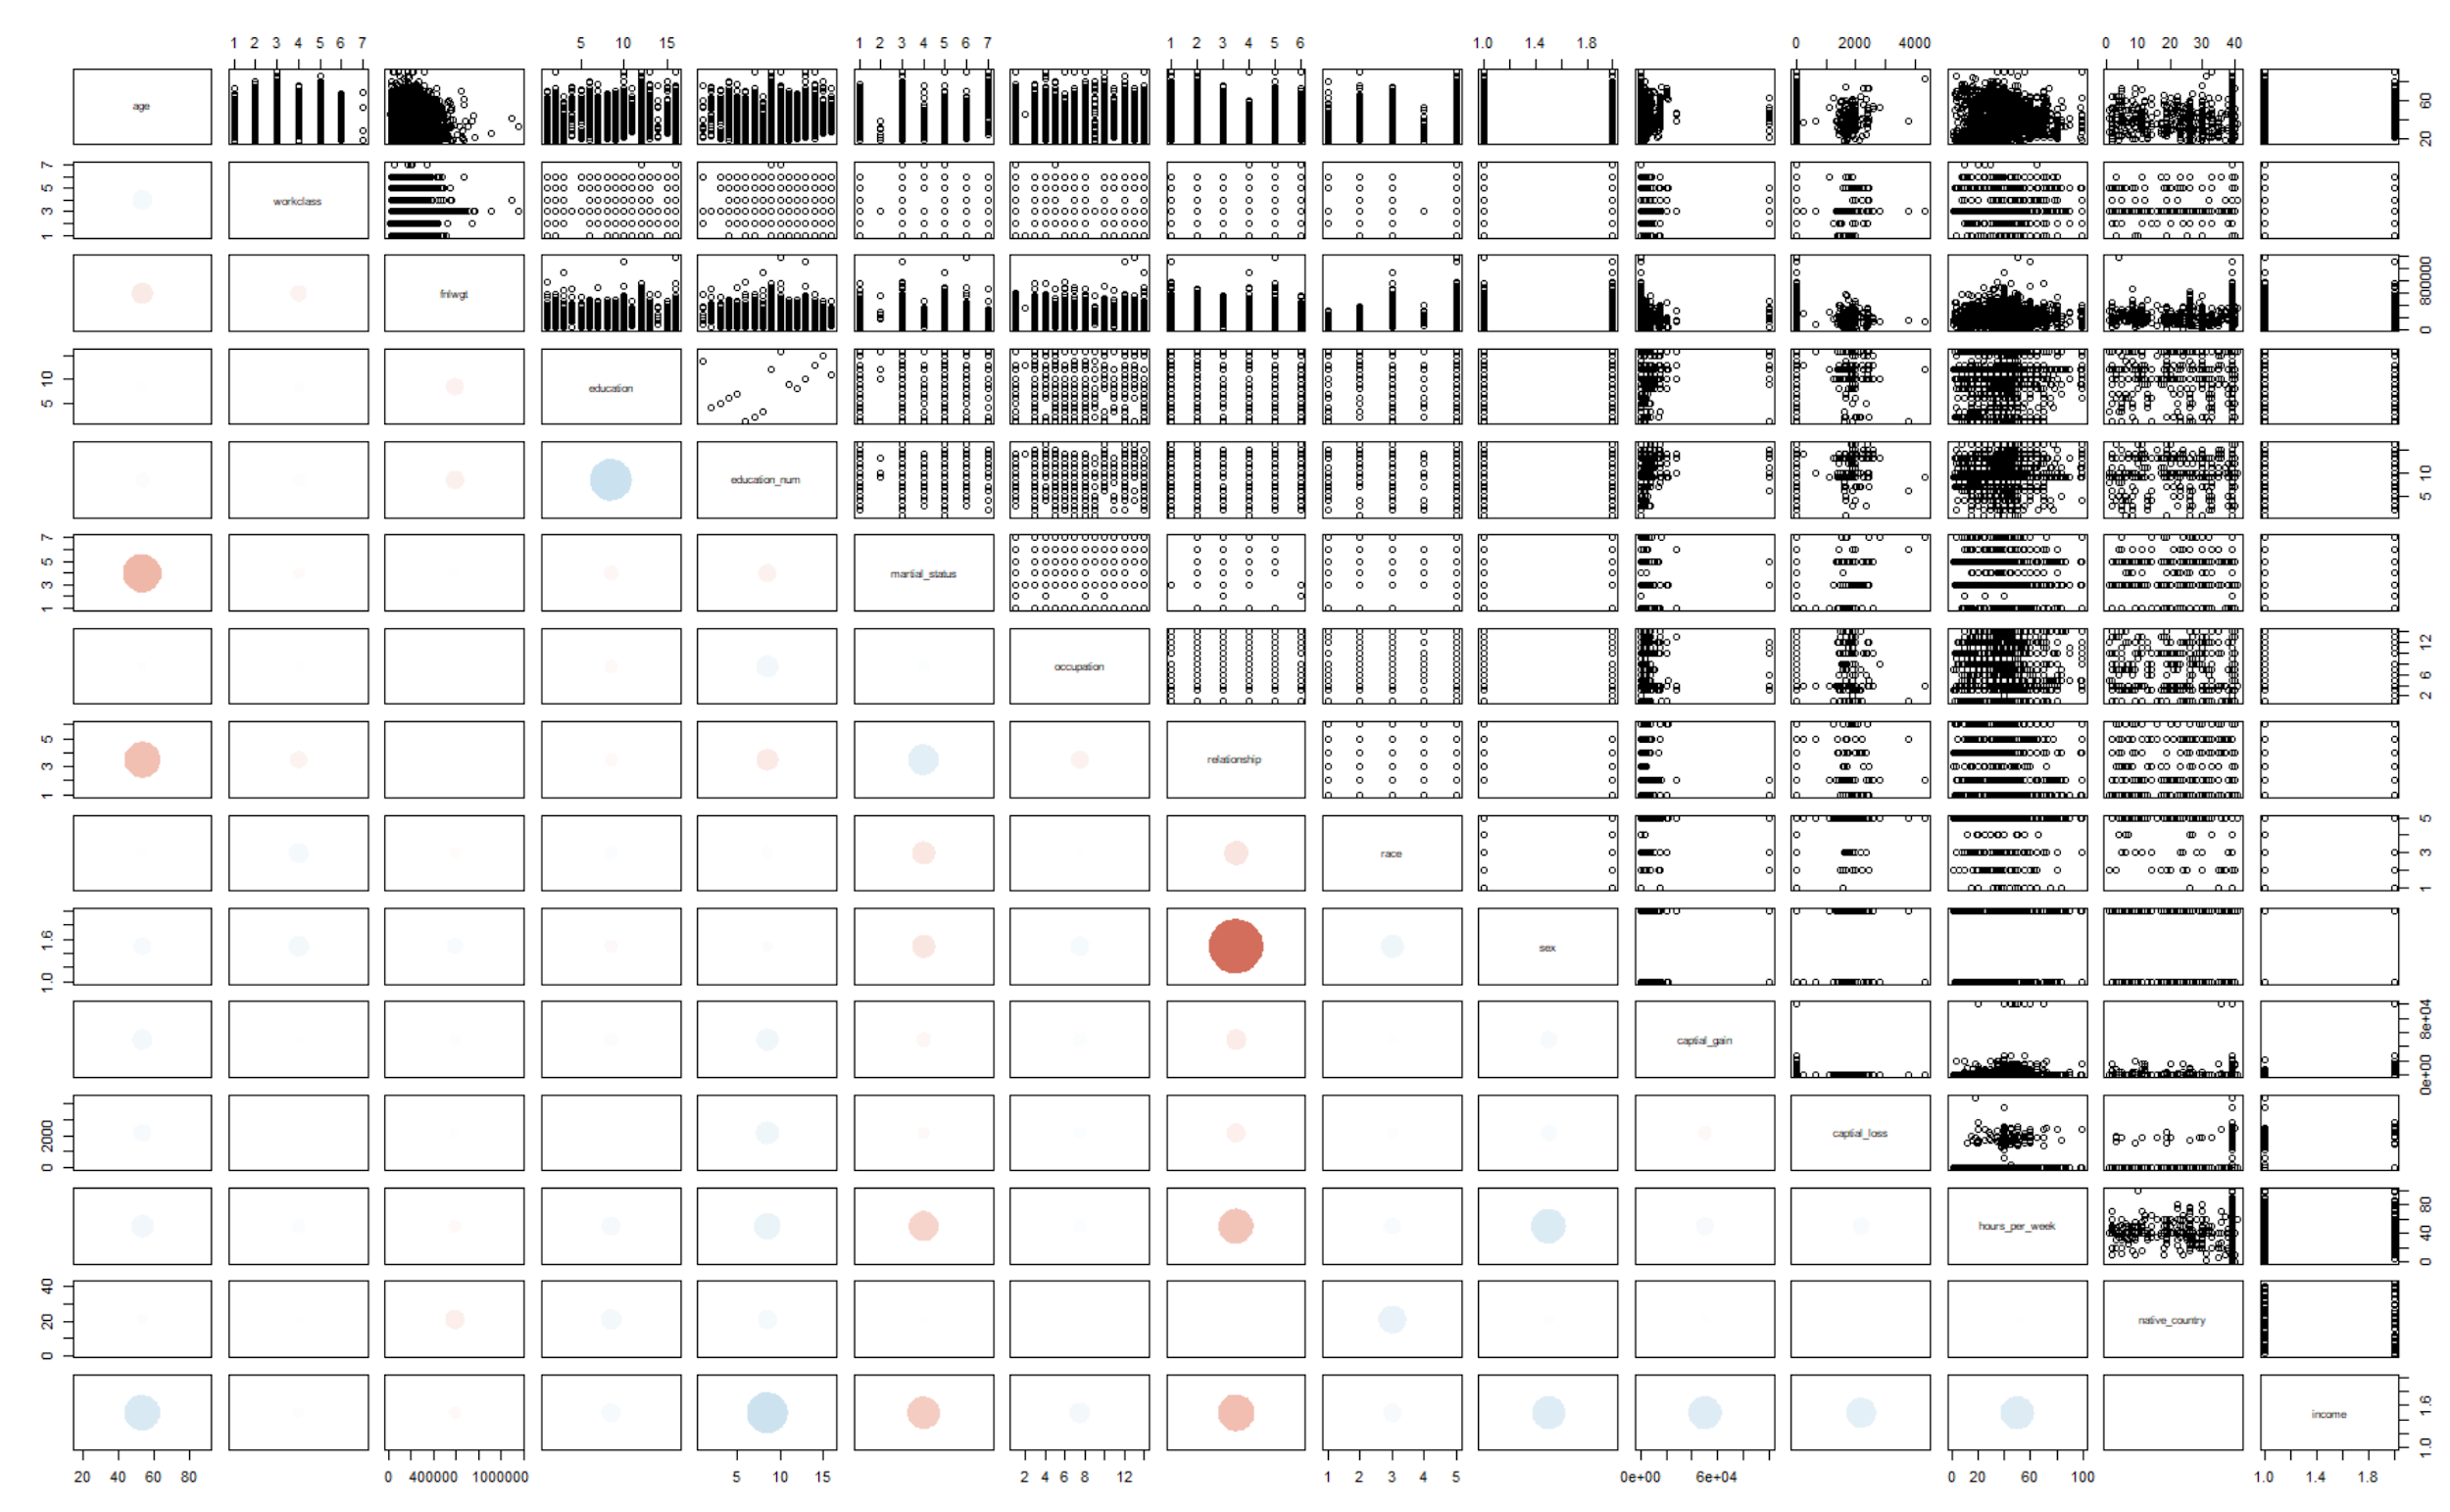 1 2 3 4 5 6 7 5 10 15 1 2 3 4 5 6 7 1 2 3 4 5 6 1.0 1.4 1.8 0 2000 4000 0 10 20 30 40
age 20 60
1 3 5 7 workclass
fnlwgt 0 800000
5 10 education
education_num 5 10
1 3 5 7 martial_status
occupation 2 6 12
1 3 5 relationship
race 1 3 5
1.0 1.6 sex
captial_gain 0e+00 8e+04
0 2000 captial_loss
hours_per_week 0 40 80
0 20 40 native_country
income 1.0 1.6
20 40 60 80 0 400000 1000000 5 10 15 2 4 6 8 12 1 2 3 4 5 0e+00 6e+04 0 20 60 100 1.0 1.4 1.8